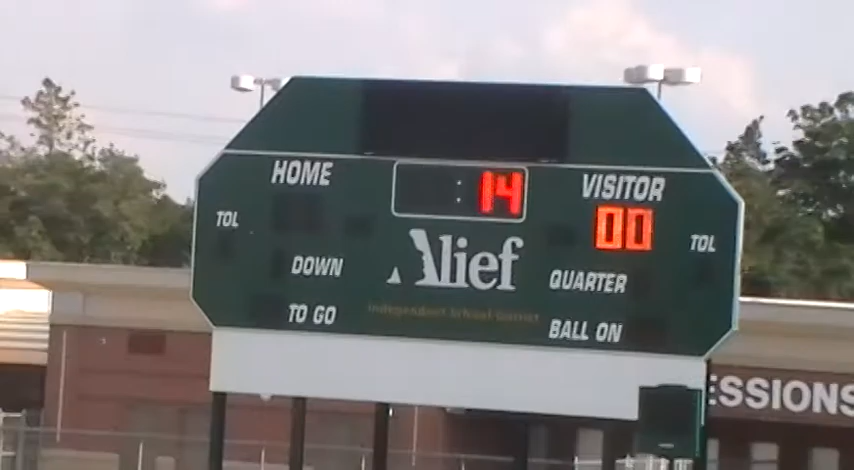 HOME
: 14
VISITOR
00
TOL
TOL
Alief
DOWN
QUARTER
Independent School District
TO GO
BALL ON
ESSIONS